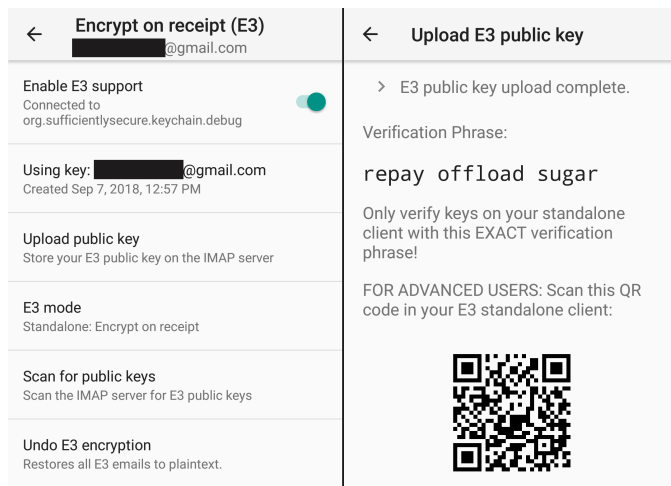 Encrypt on receipt (E3)
@gmail.com
Enable E3 support
Connected to
org.sufficientlysecure.keychain.debug
Using key: @gmail.com
Created Sep 7, 2018, 12:57 PM
Upload public key
Store your E3 public key on the IMAP server
E3 mode
Standalone: Encrypt on receipt
Scan for public keys
Scan the IMAP server for E3 public keys
Undo E3 encryption
Restores all E3 emails to plaintext.
Upload E3 public key
E3 public key upload complete.
Verification Phrase:
repay offload sugar
Only verify keys on your standalone
client with this EXACT verification
phrase!
FOR ADVANCED USERS: Scan this QR
code in your E3 standalone client: